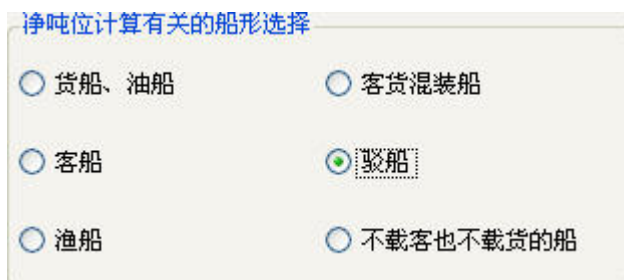 净吨位计算有关的船形选择
货船、油船
客货混装船
客船
驳船
渔船
不载客也不载货的船